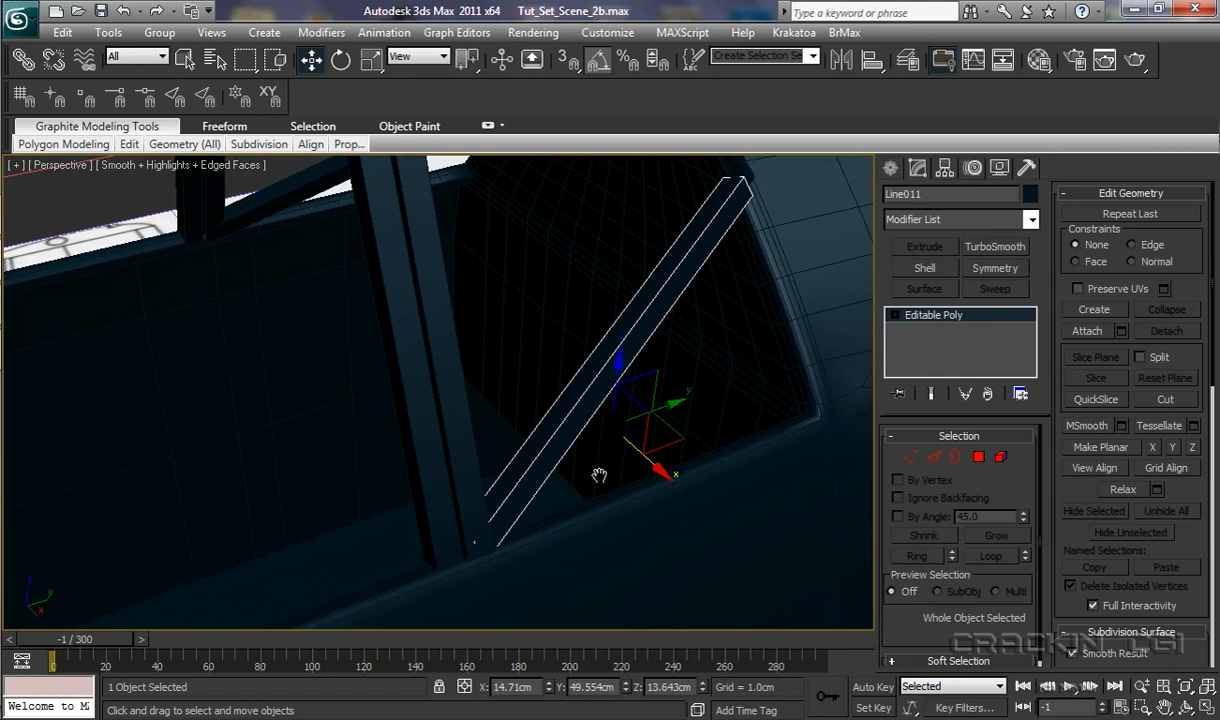 Autodesk 3ds Max 2011 x64 Tut_Set_Scene_2b.max Type a keyword or phrase
Edit Tools Group Views Create Modifiers Animation Graph Editors Rendering Customize MAXScript Help Krakatoa BrMax
All View 3 Create Selection Se
XY
Graphite Modeling Tools Freeform Selection Object Paint
Polygon Modeling Edit Geometry (All) Subdivision Align Prop...
[ + ] [ Perspective ] [ Smooth + Highlights + Edged Faces ]
Line011
Modifier List
Extrude TurboSmooth
Shell Symmetry
Surface Sweep
Editable Poly
Selection
By Vertex
Ignore Backfacing
By Angle: 45.0
Shrink Grow
Ring Loop
Preview Selection
Off SubObj Multi
Whole Object Selected
Soft Selection
Edit Geometry
Repeat Last
Constraints
None Edge
Face Normal
Preserve UVs
Create Collapse
Attach Detach
Slice Plane Split
Slice Reset Plane
QuickSlice Cut
MSmooth Tessellate
Make Planar X Y Z
View Align Grid Align
Relax
Hide Selected Unhide All
Hide Unselected
Named Selections:
Copy Paste
Delete Isolated Vertices
Full Interactivity
Subdivision Surface
Smooth Result
CRACKIN CGI
z y x
y x
-1 / 300
0 20 40 60 80 100 120 140 160 180 200 220 240 260 280
1 Object Selected X: 14.71cm Y: 49.554cm Z: 13.643cm Grid = 1.0cm Auto Key Selected
Welcome to M Click and drag to select and move objects Add Time Tag Set Key Key Filters... -1